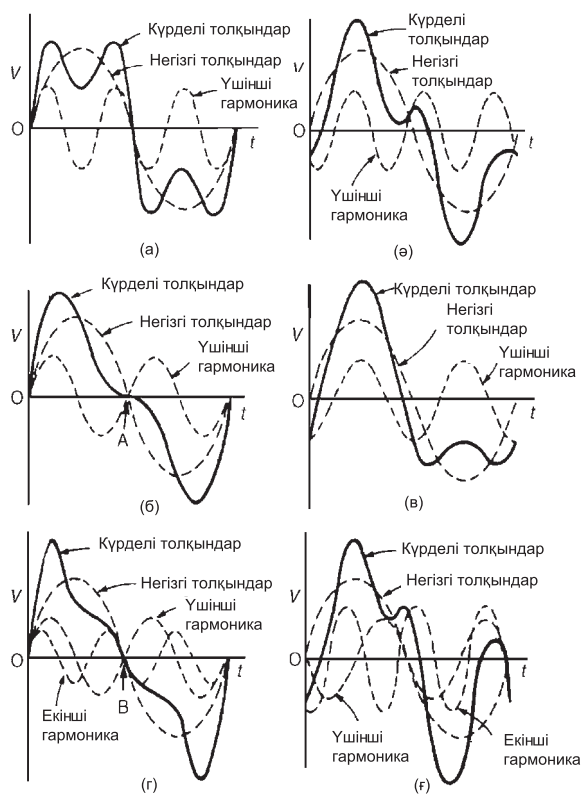 Күрделі
толқындар
V
Негізгі толқындар
Үшінші
гармоника
O
t
(а)
Күрделі
толқындар
Негізгі
толқындар
V
O
t
Үшінші
гармоника
(ә)
Күрделі толқындар
V
Негізгі толқындар
Үшінші
гармоника
O
A
t
(б)
Күрделі толқындар
Негізгі
толқындар
V
Үшінші
гармоника
O
t
(в)
Күрделі толқындар
Негізгі толқындар
V
Үшінші
гармоника
O
t
B
Екінші
гармоника
(г)
Күрделі толқындар
Негізгі толқындар
V
O
t
Үшінші
гармоника
Екінші
гармоника
(ғ)